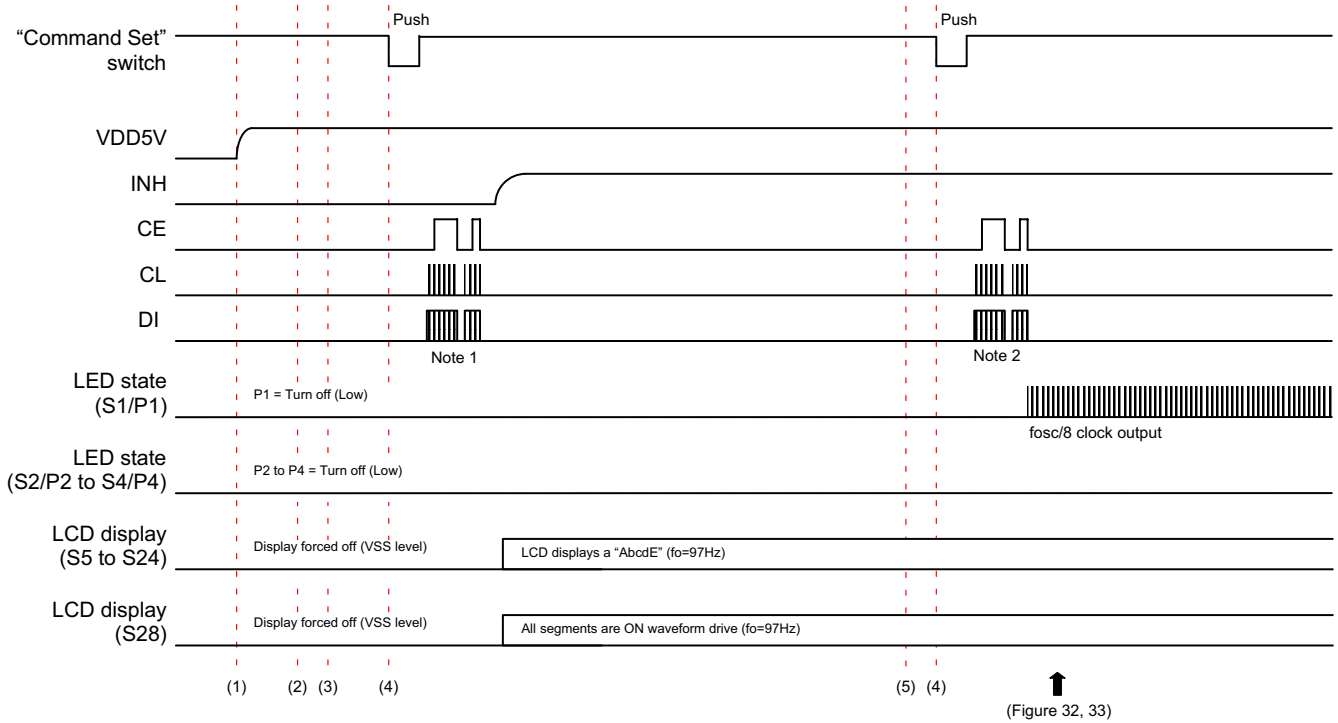 Push
Push
“Command Set”
switch
VDD5V
INH
CE
CL
DI
Note 1
Note 2
LED state
(S1/P1)
P1 = Turn off (Low)
fosc/8 clock output
LED state
(S2/P2 to S4/P4)
P2 to P4 = Turn off (Low)
LCD display
(S5 to S24)
Display forced off (VSS level)
LCD displays a “AbcdE” (fo=97Hz)
LCD display
(S28)
Display forced off (VSS level)
All segments are ON waveform drive (fo=97Hz)
(1) (2) (3) (4) (5) (4)
(Figure 32, 33)